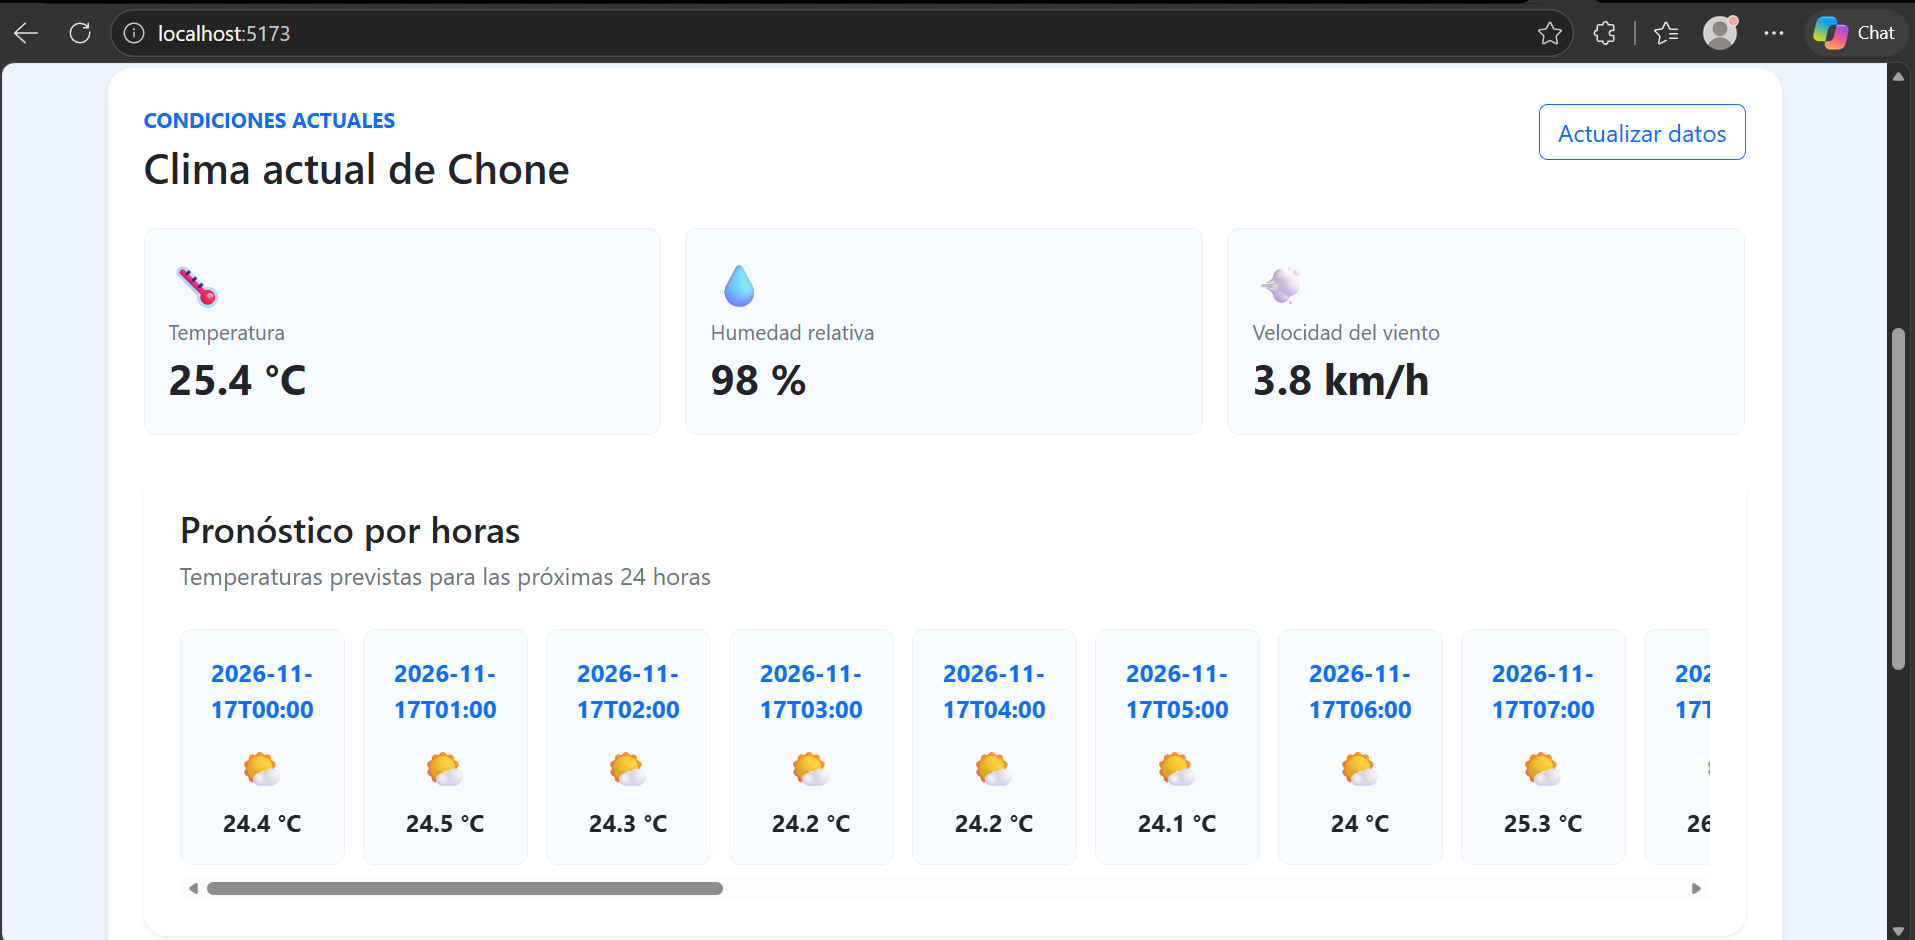 localhost:5173
Chat
CONDICIONES ACTUALES
Clima actual de Chone
Actualizar datos
Temperatura
25.4 °C
Humedad relativa
98 %
Velocidad del viento
3.8 km/h
Pronóstico por horas
Temperaturas previstas para las próximas 24 horas
2026-11-
17T00:00
24.4 °C
2026-11-
17T01:00
24.5 °C
2026-11-
17T02:00
24.3 °C
2026-11-
17T03:00
24.2 °C
2026-11-
17T04:00
24.2 °C
2026-11-
17T05:00
24.1 °C
2026-11-
17T06:00
24 °C
2026-11-
17T07:00
25.3 °C